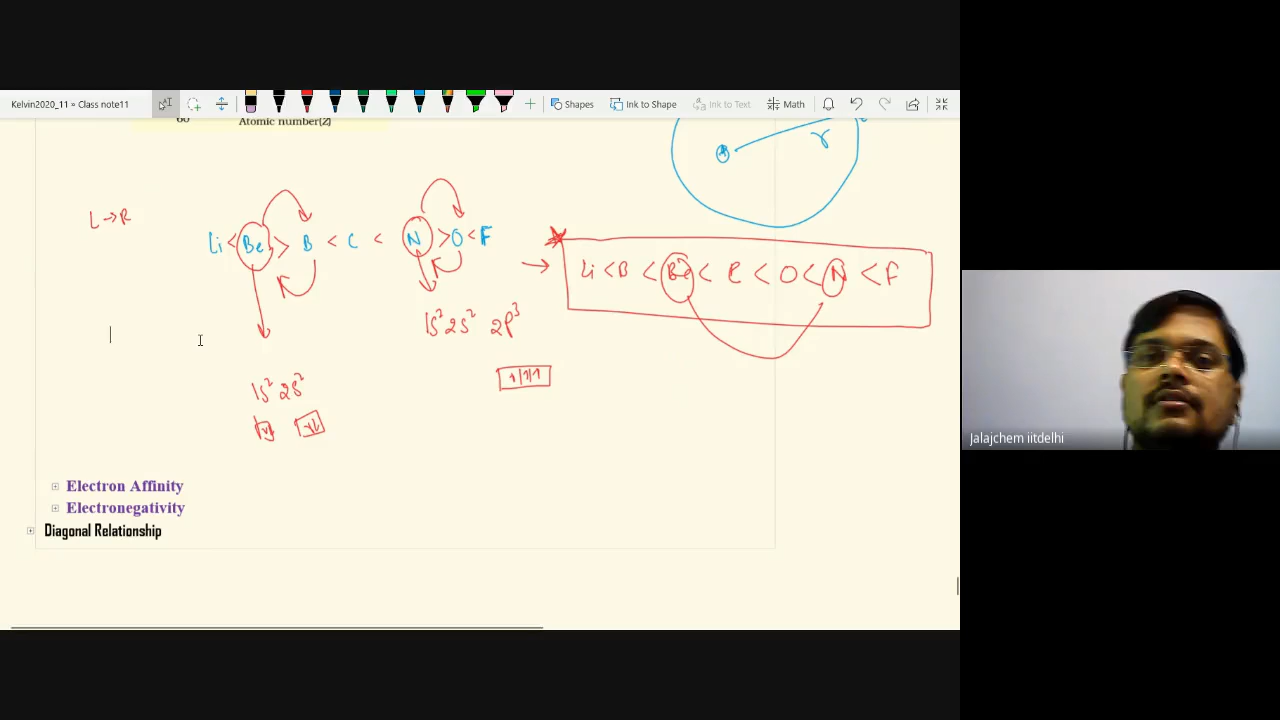 Kelvin2020_11 » Class note11
Shapes
Ink to Shape
Ink to Text
Math
60
Atomic number(Z)
r
L→R
Li < Be > B < C < N > O < F
→ Li < B < Be < C < O < N < F
1s² 2s² 2p³
1s² 2s²
Electron Affinity
Electronegativity
Diagonal Relationship
Jalajchem iitdelhi